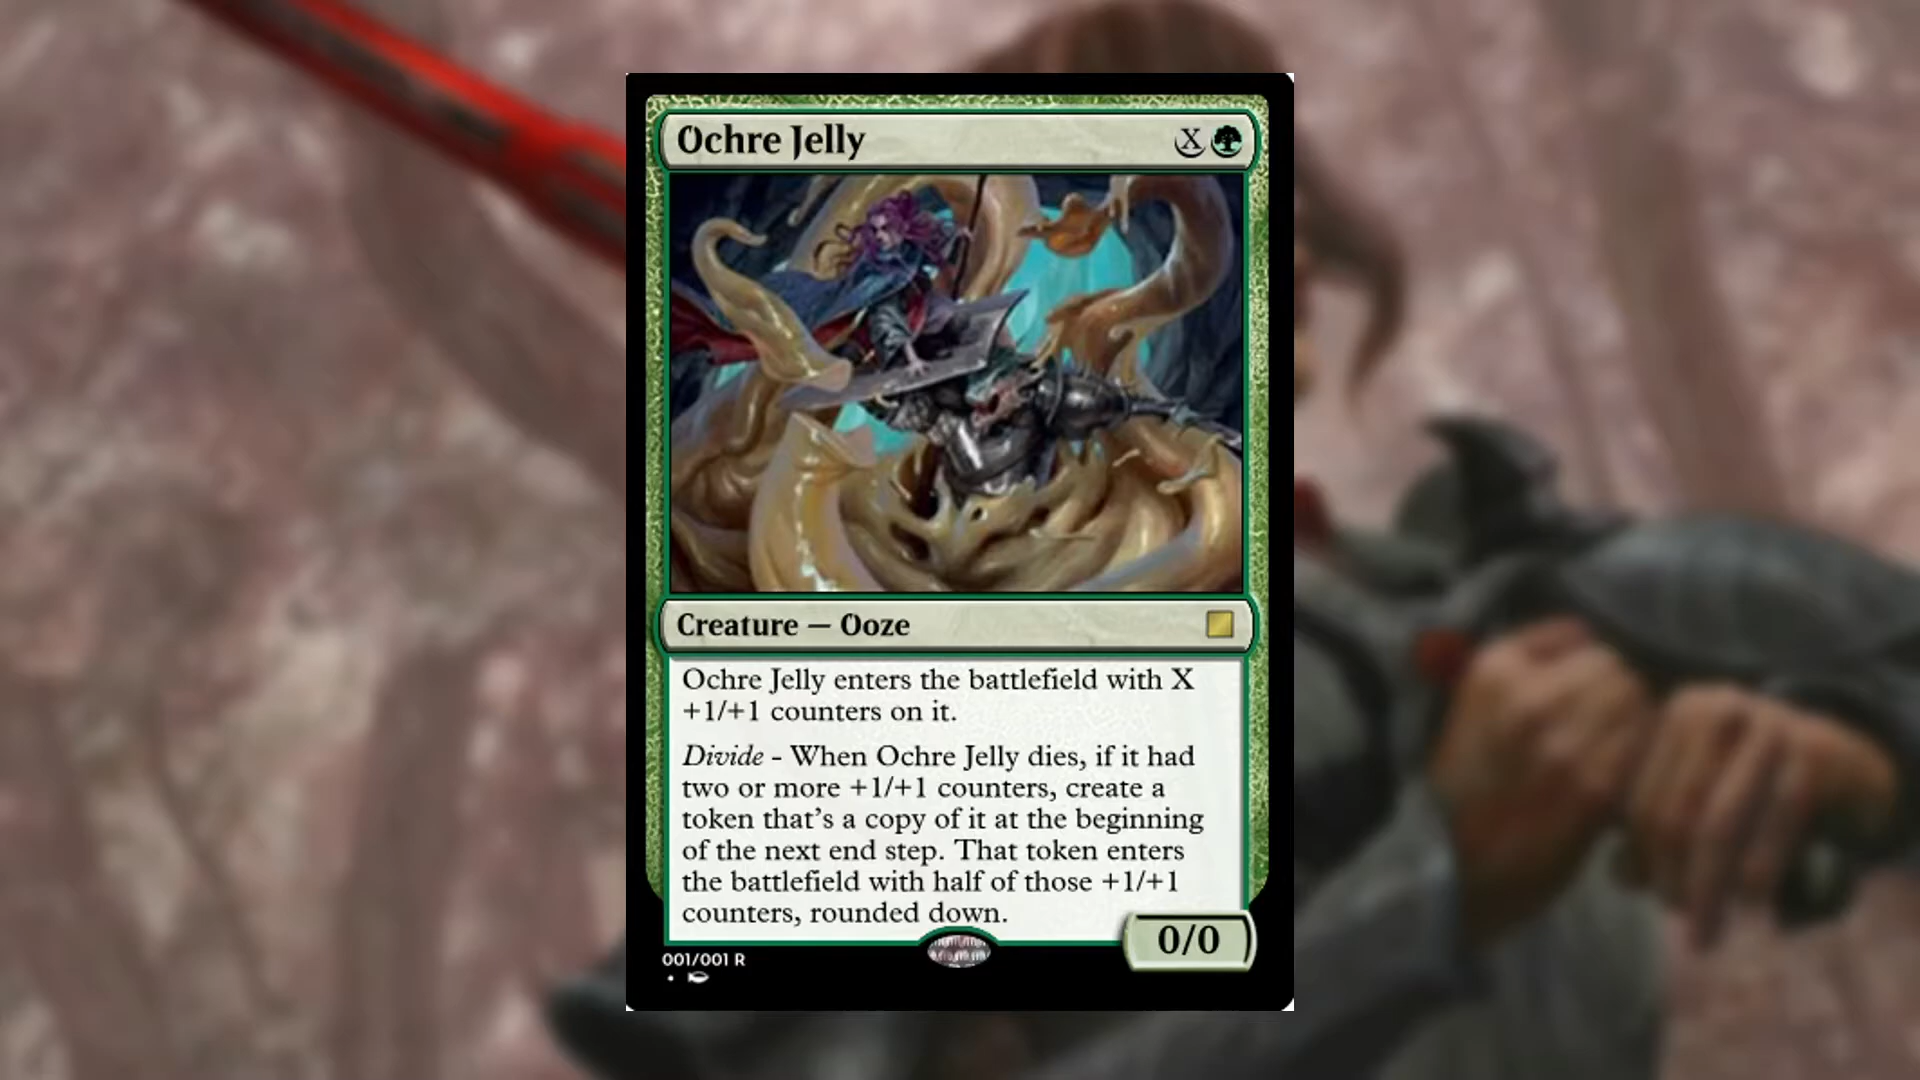 Ochre Jelly X
Creature — Ooze
Ochre Jelly enters the battlefield with X
+1/+1 counters on it.
Divide - When Ochre Jelly dies, if it had
two or more +1/+1 counters, create a
token that's a copy of it at the beginning
of the next end step. That token enters
the battlefield with half of those +1/+1
counters, rounded down.
0/0
001/001 R